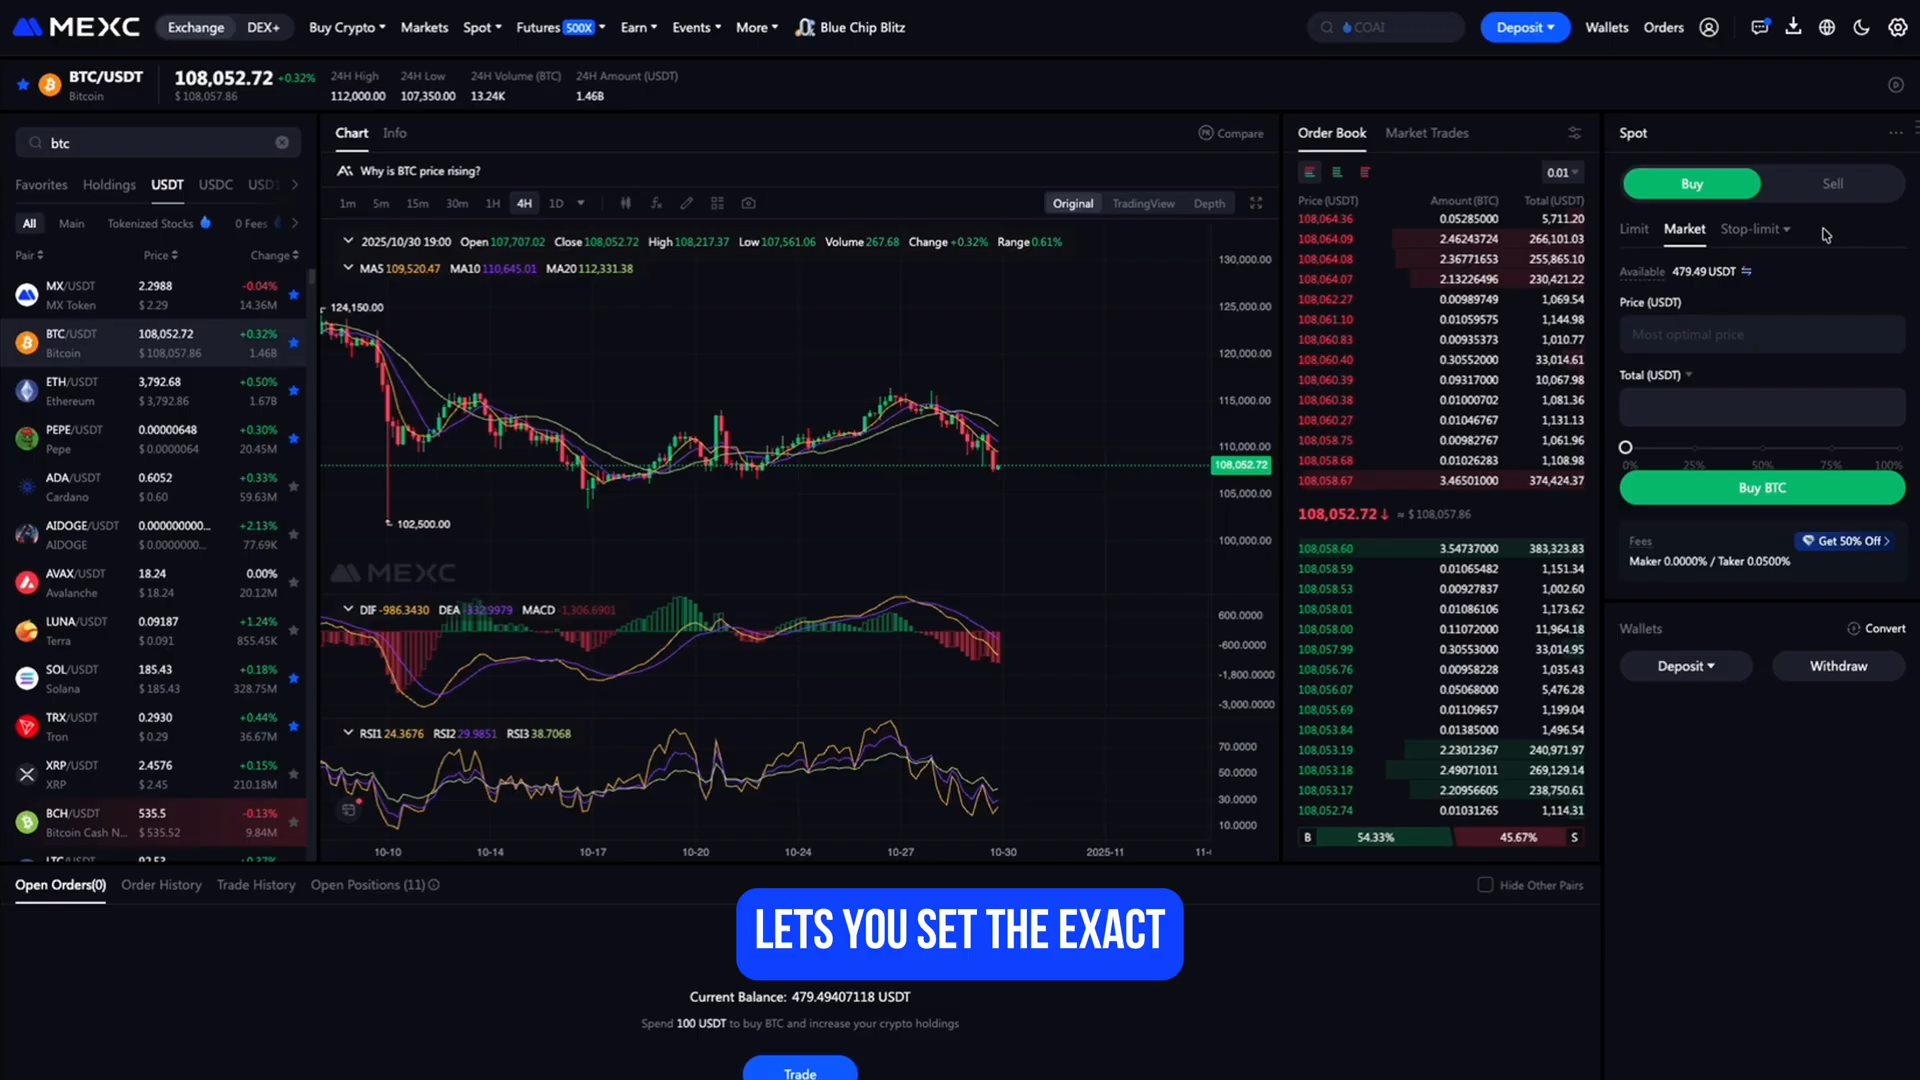 MEXC
Exchange DEX+ Buy Crypto Markets Spot Futures 500X Earn Events More Blue Chip Blitz COAI Deposit Wallets Orders
BTC/USDT
Bitcoin
108,052.72 +0.32%
$ 108,057.86
24H High
112,000.00
24H Low
107,350.00
24H Volume (BTC)
13.24K
24H Amount (USDT)
1.46B
btc
Favorites Holdings USDT USDC
All Main Tokenized Stocks 0 Fees
Pair Price Change
MX/USDT 2.2988 -0.04%
MX Token $ 2.29 14.36M
BTC/USDT 108,052.72 +0.32%
Bitcoin $ 108,057.86 1.46B
ETH/USDT 3,792.68 +0.50%
Ethereum $ 3,792.86 1.67B
PEPE/USDT 0.00000648 +0.30%
Pepe $ 0.0000064 20.45M
ADA/USDT 0.6052 +0.33%
Cardano $ 0.60 59.63M
AIDOGE/USDT 0.000000000... +2.13%
AIDOGE $ 0.0000000... 77.69K
AVAX/USDT 18.24 0.00%
Avalanche $ 18.24 20.12M
LUNA/USDT 0.09187 +1.24%
Terra $ 0.091 855.45K
SOL/USDT 185.43 +0.18%
Solana $ 185.43 328.75M
TRX/USDT 0.2930 +0.44%
Tron $ 0.29 36.67M
XRP/USDT 2.4576 +0.15%
XRP $ 2.45 210.18M
BCH/USDT 535.5 -0.13%
Bitcoin Cash N... $ 535.52 9.84M
Chart Info Compare
Why is BTC price rising?
1m 5m 15m 30m 1H 4H 1D Original TradingView Depth
2025/10/30 19:00 Open 107,707.02 Close 108,052.72 High 108,217.37 Low 107,561.06 Volume 267.68 Change +0.32% Range 0.61%
MA5 109,520.47 MA10 110,645.01 MA20 112,331.38
130,000.00
125,000.00
120,000.00
115,000.00
110,000.00
108,052.72
105,000.00
100,000.00
124,150.00
102,500.00
MEXC
DIF -986.3430 DEA -332.9979 MACD -1,306.6901
600.0000
-600.0000
-1,800.0000
-3,000.0000
RSI1 24.3676 RSI2 29.9851 RSI3 38.7068
70.0000
50.0000
30.0000
10.0000
10-10 10-14 10-17 10-20 10-24 10-27 10-30 2025-11
Order Book Market Trades
0.01
Price (USDT) Amount (BTC) Total (USDT)
108,064.36 0.05285000 5,711.20
108,064.09 2.46243724 266,101.03
108,064.08 2.36771653 255,865.10
108,064.07 2.13226496 230,421.22
108,062.27 0.00989749 1,069.54
108,061.10 0.01059575 1,144.98
108,060.83 0.00935373 1,010.77
108,060.40 0.30552000 33,014.61
108,060.39 0.09317000 10,067.98
108,060.38 0.01000702 1,081.36
108,060.27 0.01046767 1,131.13
108,058.75 0.00982767 1,061.96
108,058.68 0.01026283 1,108.98
108,058.67 3.46501000 374,424.37
108,052.72 ↓ ≈ $ 108,057.86
108,058.60 3.54737000 383,323.83
108,058.59 0.01065482 1,151.34
108,058.53 0.00927837 1,002.60
108,058.01 0.01086106 1,173.62
108,058.00 0.11072000 11,964.18
108,057.99 0.30553000 33,014.95
108,056.76 0.00958228 1,035.43
108,056.07 0.05068000 5,476.28
108,055.69 0.01109657 1,199.04
108,053.84 0.01385000 1,496.54
108,053.19 2.23012367 240,971.97
108,053.18 2.49071011 269,129.14
108,053.17 2.20956605 238,750.61
108,052.74 0.01031265 1,114.31
B 54.33% 45.67% S
Spot
Buy Sell
Limit Market Stop-limit
Available 479.49 USDT
Price (USDT)
Most optimal price
Total (USDT)
0% 25% 50% 75% 100%
Buy BTC
Fees Get 50% Off
Maker 0.0000% / Taker 0.0500%
Wallets Convert
Deposit Withdraw
Open Orders(0) Order History Trade History Open Positions (11) Hide Other Pairs
LETS YOU SET THE EXACT
Current Balance: 479.49407118 USDT
Spend 100 USDT to buy BTC and increase your crypto holdings
Trade